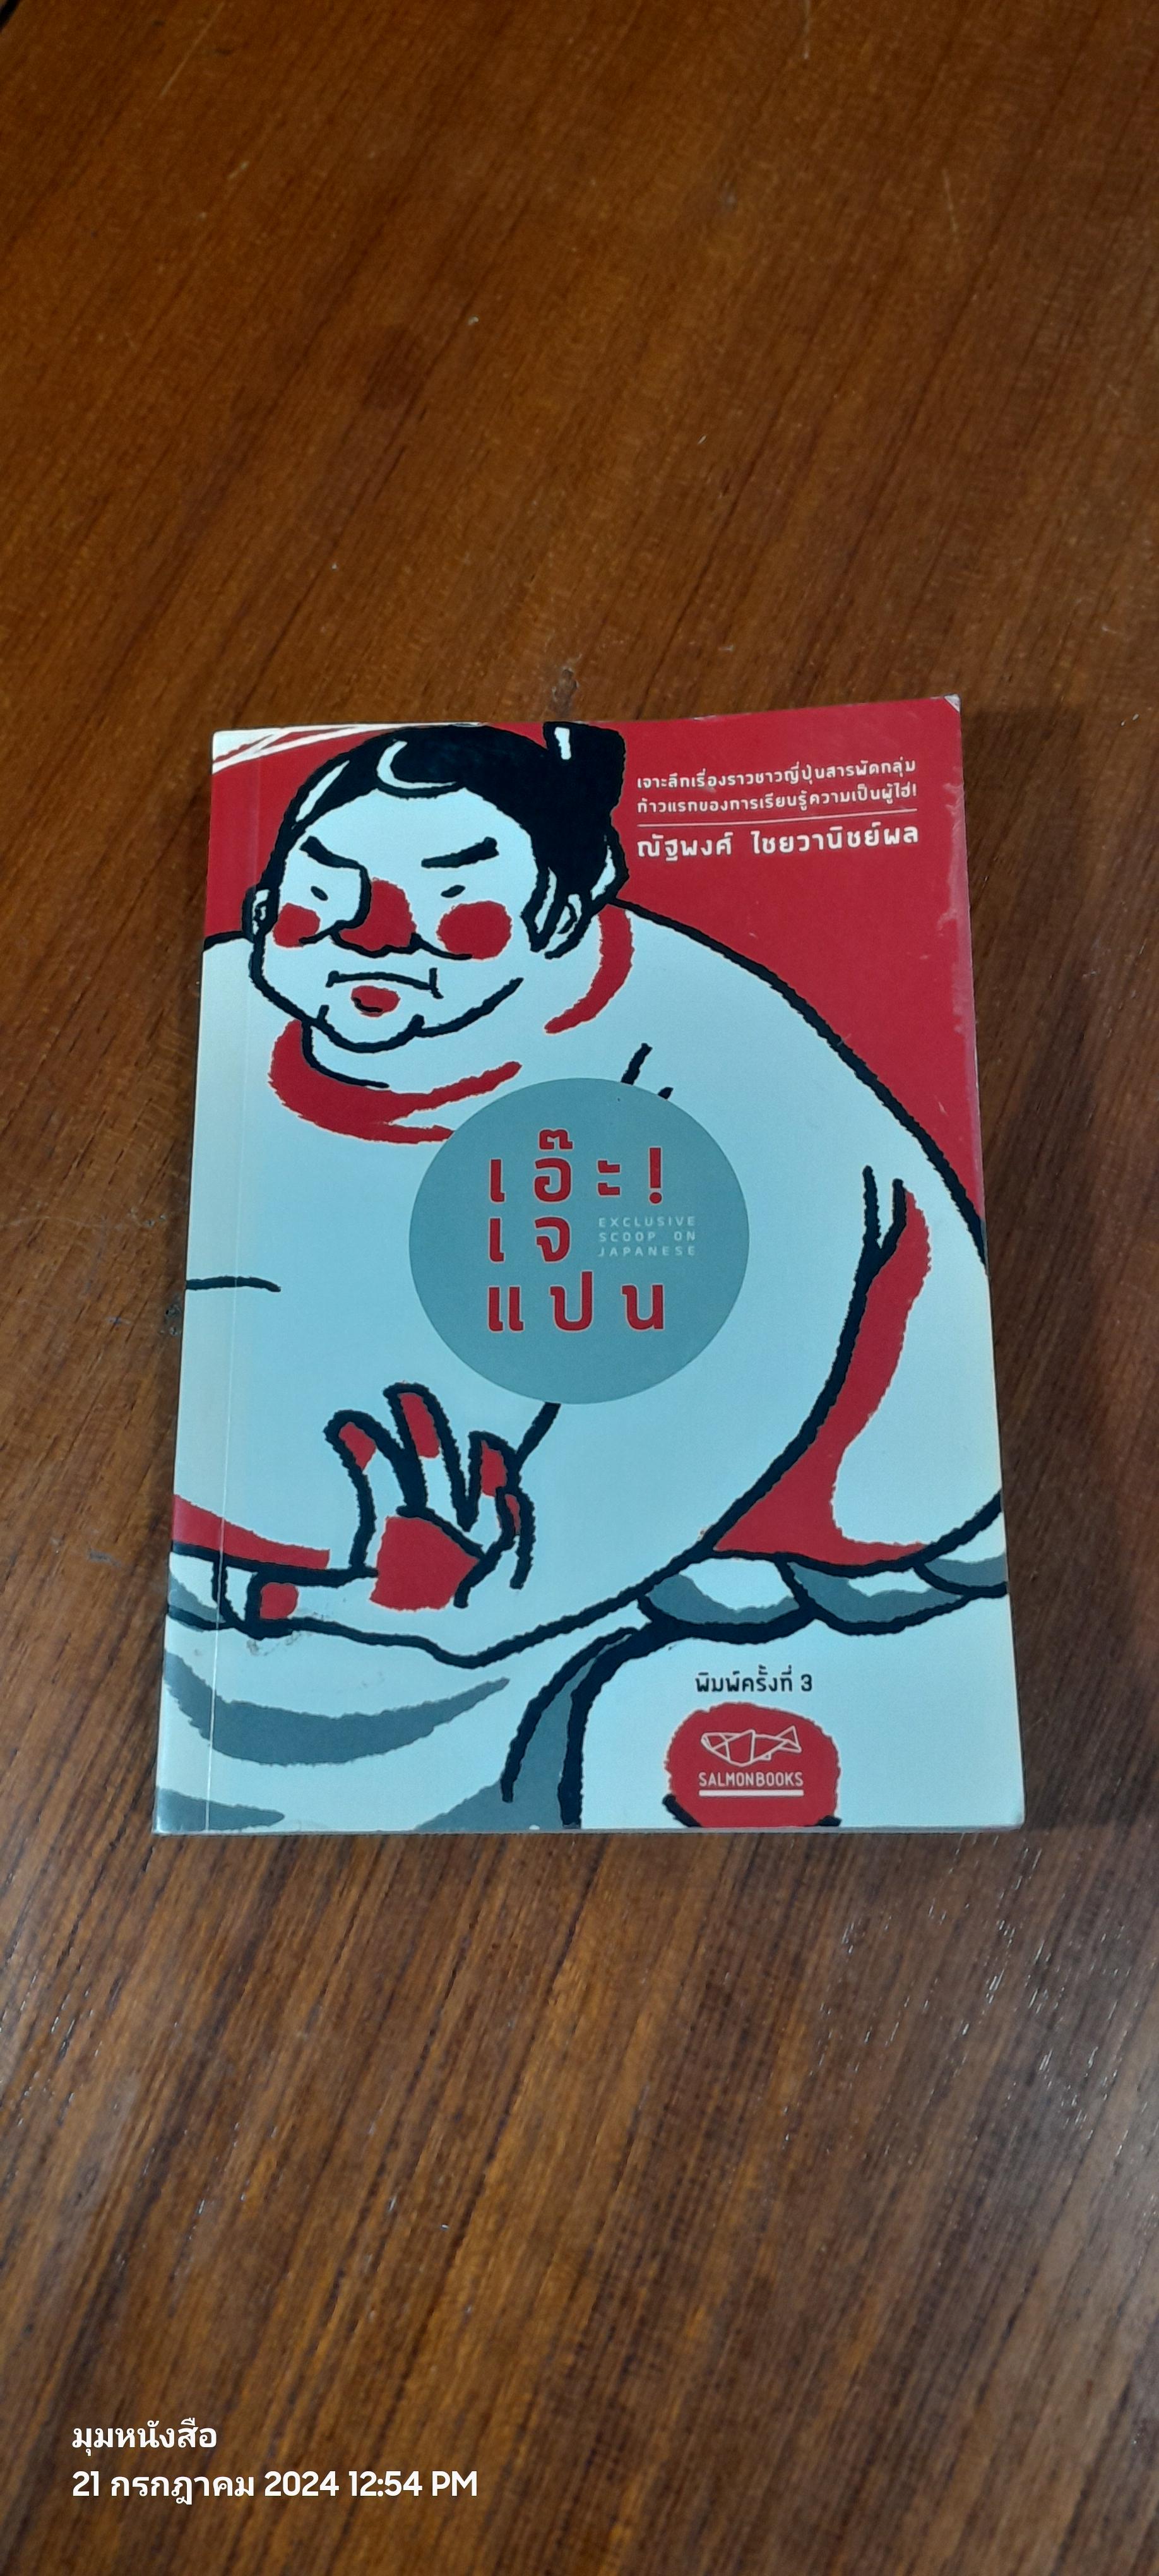 เจาะลึกเรื่องราวชาวญี่ปุ่นสารพัดกลุ่ม
ก้าวแรกของการเรียนรู้ความเป็นผู้ไฮ่!
ณัฐพงศ์ ไชยวานิชย์ผล
เอ๊ะ!
เจ
EXCLUSIVE
SCOOP ON
JAPANESE
แปน
พิมพ์ครั้งที่ 3
SALMONBOOKS
มุมหนังสือ
21 กรกฎาคม 2024 12:54 PM